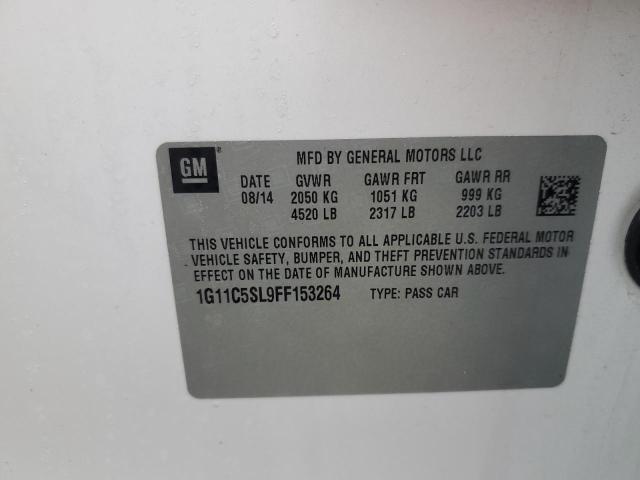 GM
MFD BY GENERAL MOTORS LLC
DATE GVWR GAWR FRT GAWR RR
08/14 2050 KG 1051 KG 999 KG
4520 LB 2317 LB 2203 LB
THIS VEHICLE CONFORMS TO ALL APPLICABLE U.S. FEDERAL MOTOR
VEHICLE SAFETY, BUMPER, AND THEFT PREVENTION STANDARDS IN
EFFECT ON THE DATE OF MANUFACTURE SHOWN ABOVE.
1G11C5SL9FF153264 TYPE: PASS CAR